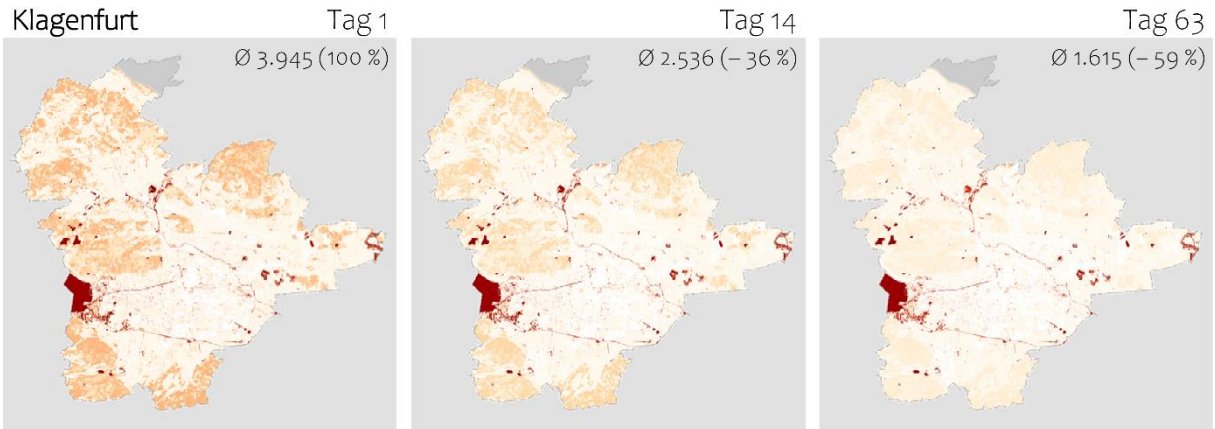 Klagenfurt Tag 1
Ø 3.945 (100 %)
Tag 14
Ø 2.536 (– 36 %)
Tag 63
Ø 1.615 (– 59 %)